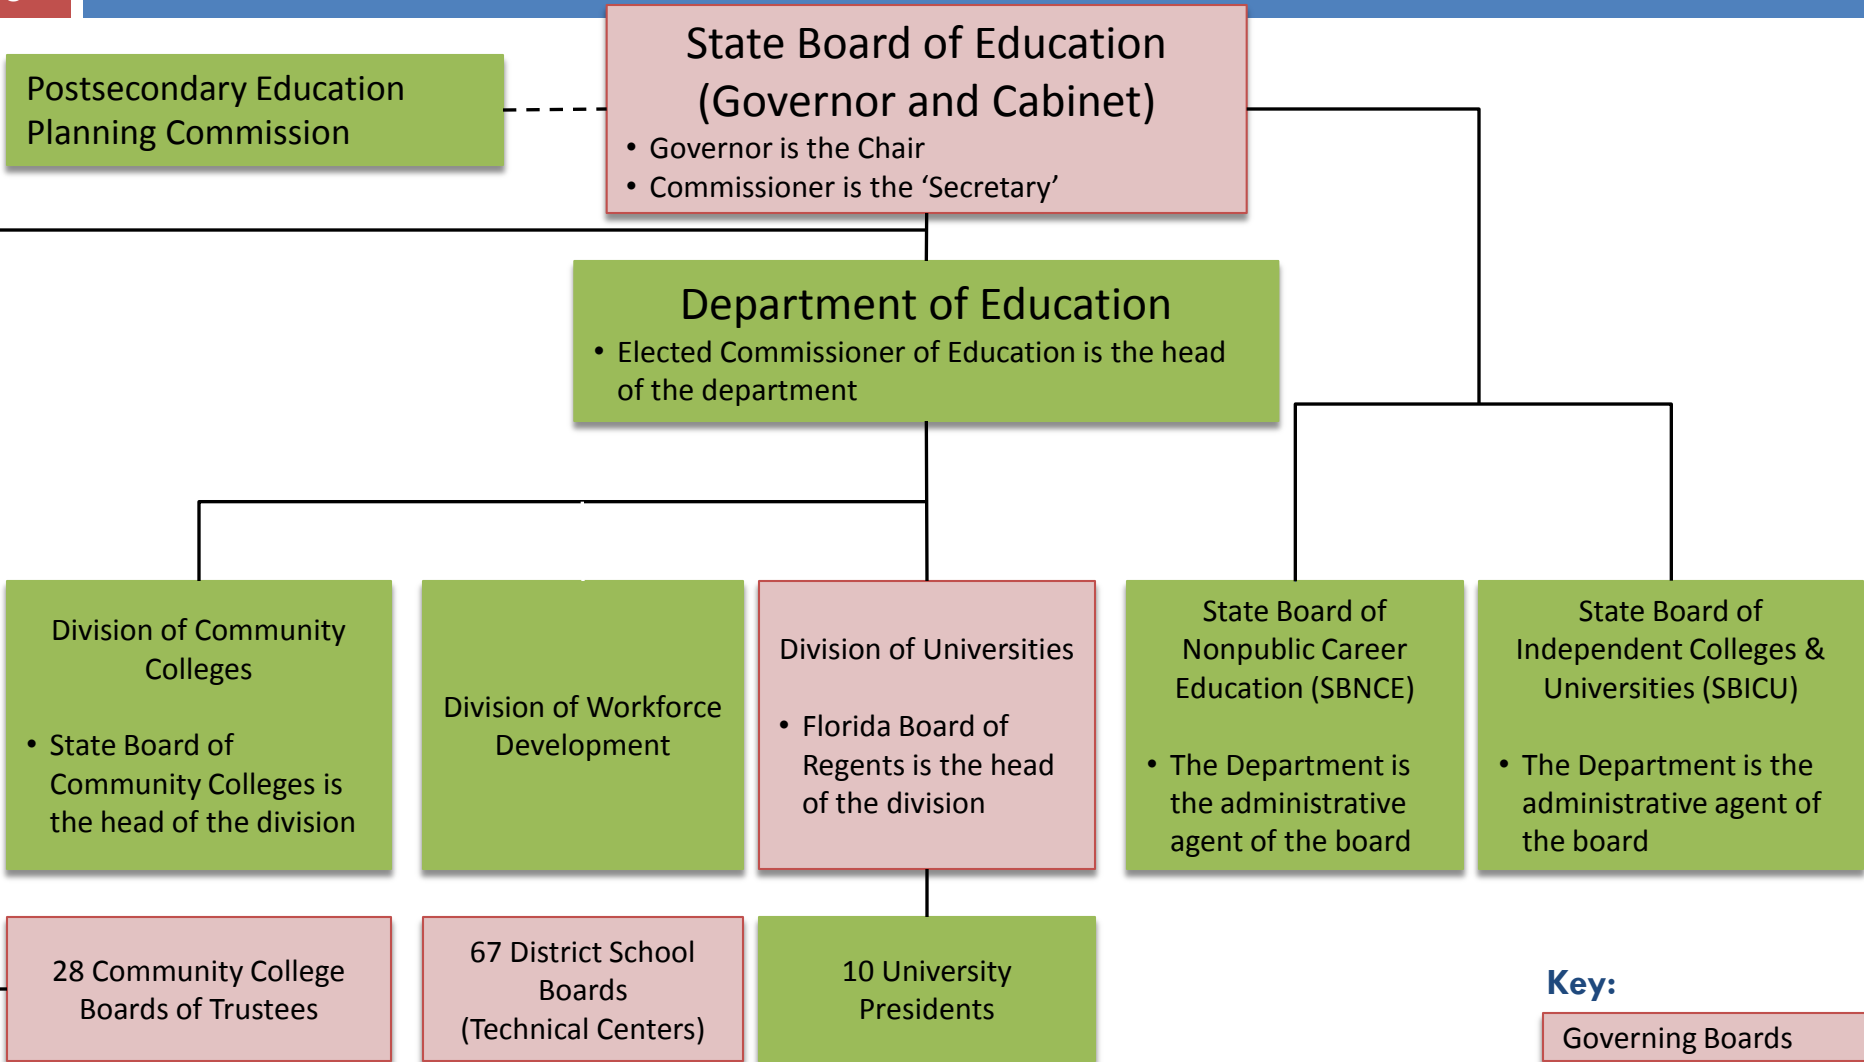 State Board of Education
(Governor and Cabinet)
• Governor is the Chair
• Commissioner is the ‘Secretary’
Postsecondary Education
Planning Commission
Department of Education
• Elected Commissioner of Education is the head
of the department
Division of Community
Colleges
• State Board of
Community Colleges is
the head of the division
Division of Workforce
Development
Division of Universities
• Florida Board of
Regents is the head
of the division
State Board of
Nonpublic Career
Education (SBNCE)
• The Department is
the administrative
agent of the board
State Board of
Independent Colleges &
Universities (SBICU)
• The Department is the
administrative agent of
the board
28 Community College
Boards of Trustees
67 District School
Boards
(Technical Centers)
10 University
Presidents
Key:
Governing Boards